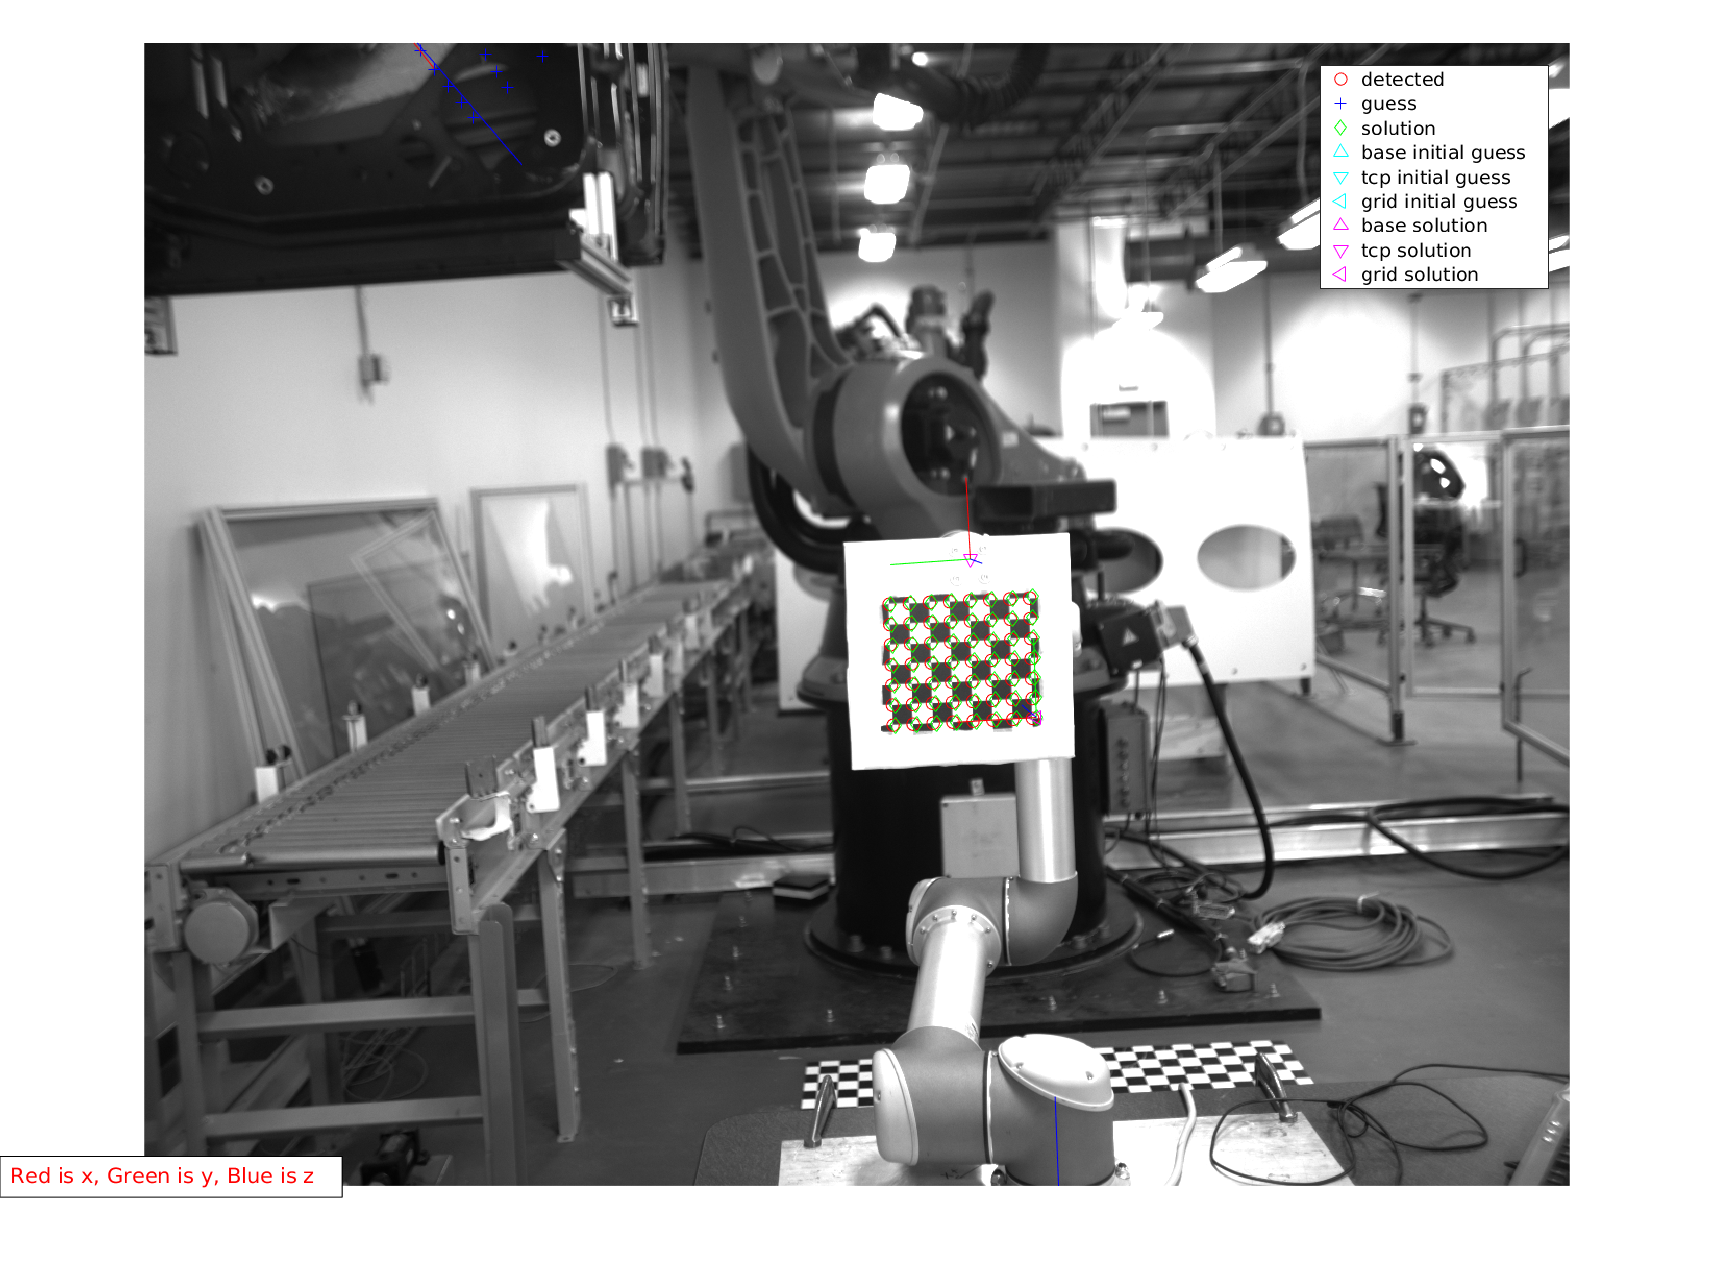 detected
guess
solution
base initial guess
tcp initial guess
grid initial guess
base solution
tcp solution
grid solution
Red is x, Green is y, Blue is z